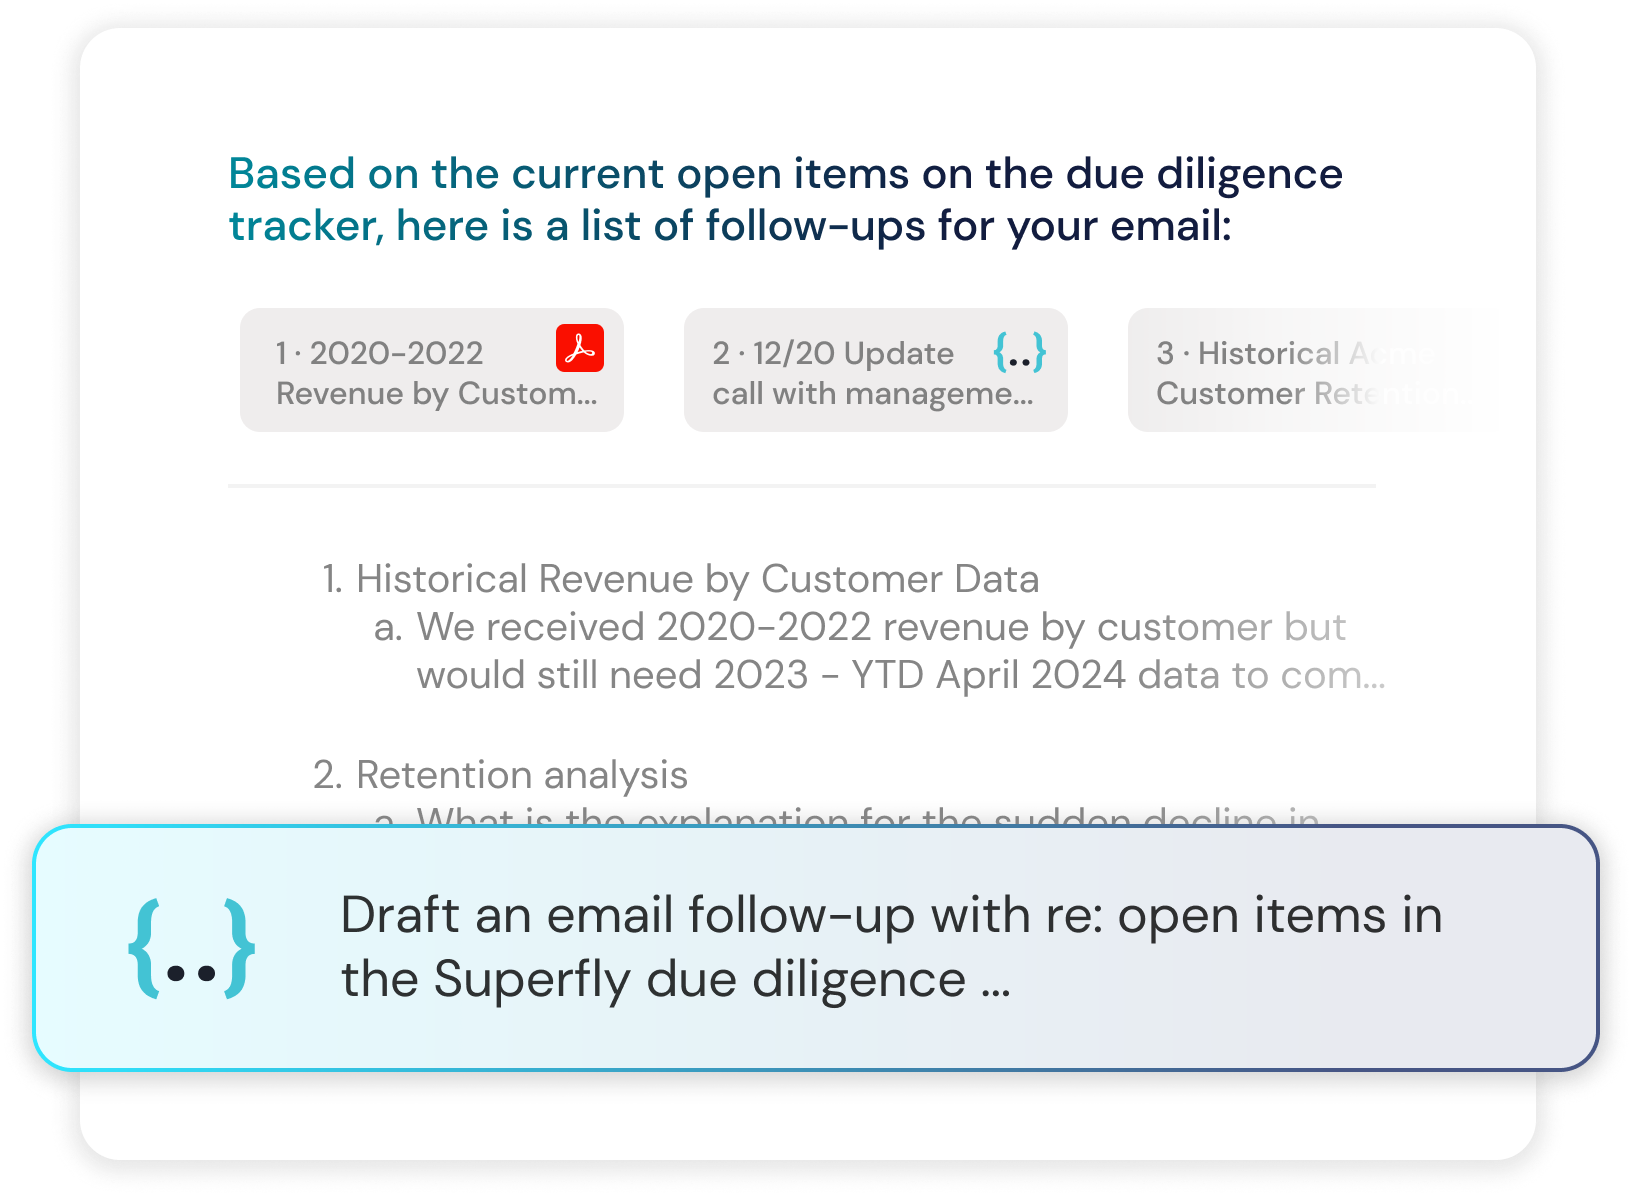 Based on the current open items on the due diligence
tracker, here is a list of follow-ups for your email:
1 · 2020-2022
Revenue by Custom...
2 · 12/20 Update
call with manageme...
3 · Historical Acme
Customer Retention...
1. Historical Revenue by Customer Data
a. We received 2020-2022 revenue by customer but
would still need 2023 - YTD April 2024 data to com...
2. Retention analysis
a. What is the explanation for the sudden decline in
{..} Draft an email follow-up with re: open items in
the Superfly due diligence ...